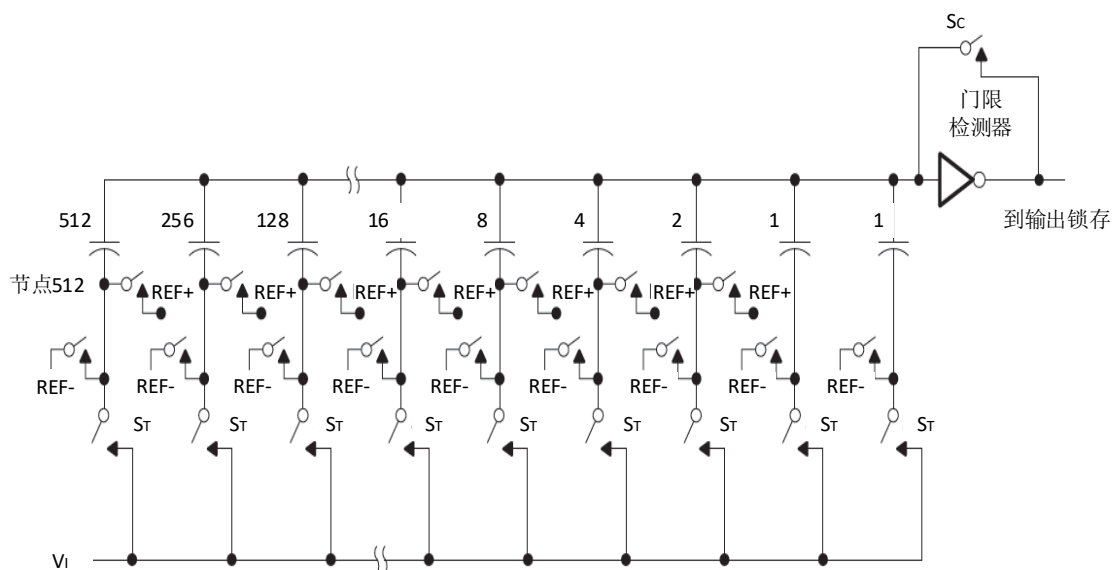 SC
门限
检测器
512 256 128 16 8 4 2 1 1
到输出锁存
节点512 REF+ REF+ REF+ REF+ REF+ REF+ REF+
REF- REF- REF- REF- REF- REF- REF- REF- REF-
ST ST ST ST ST ST ST ST ST
VI